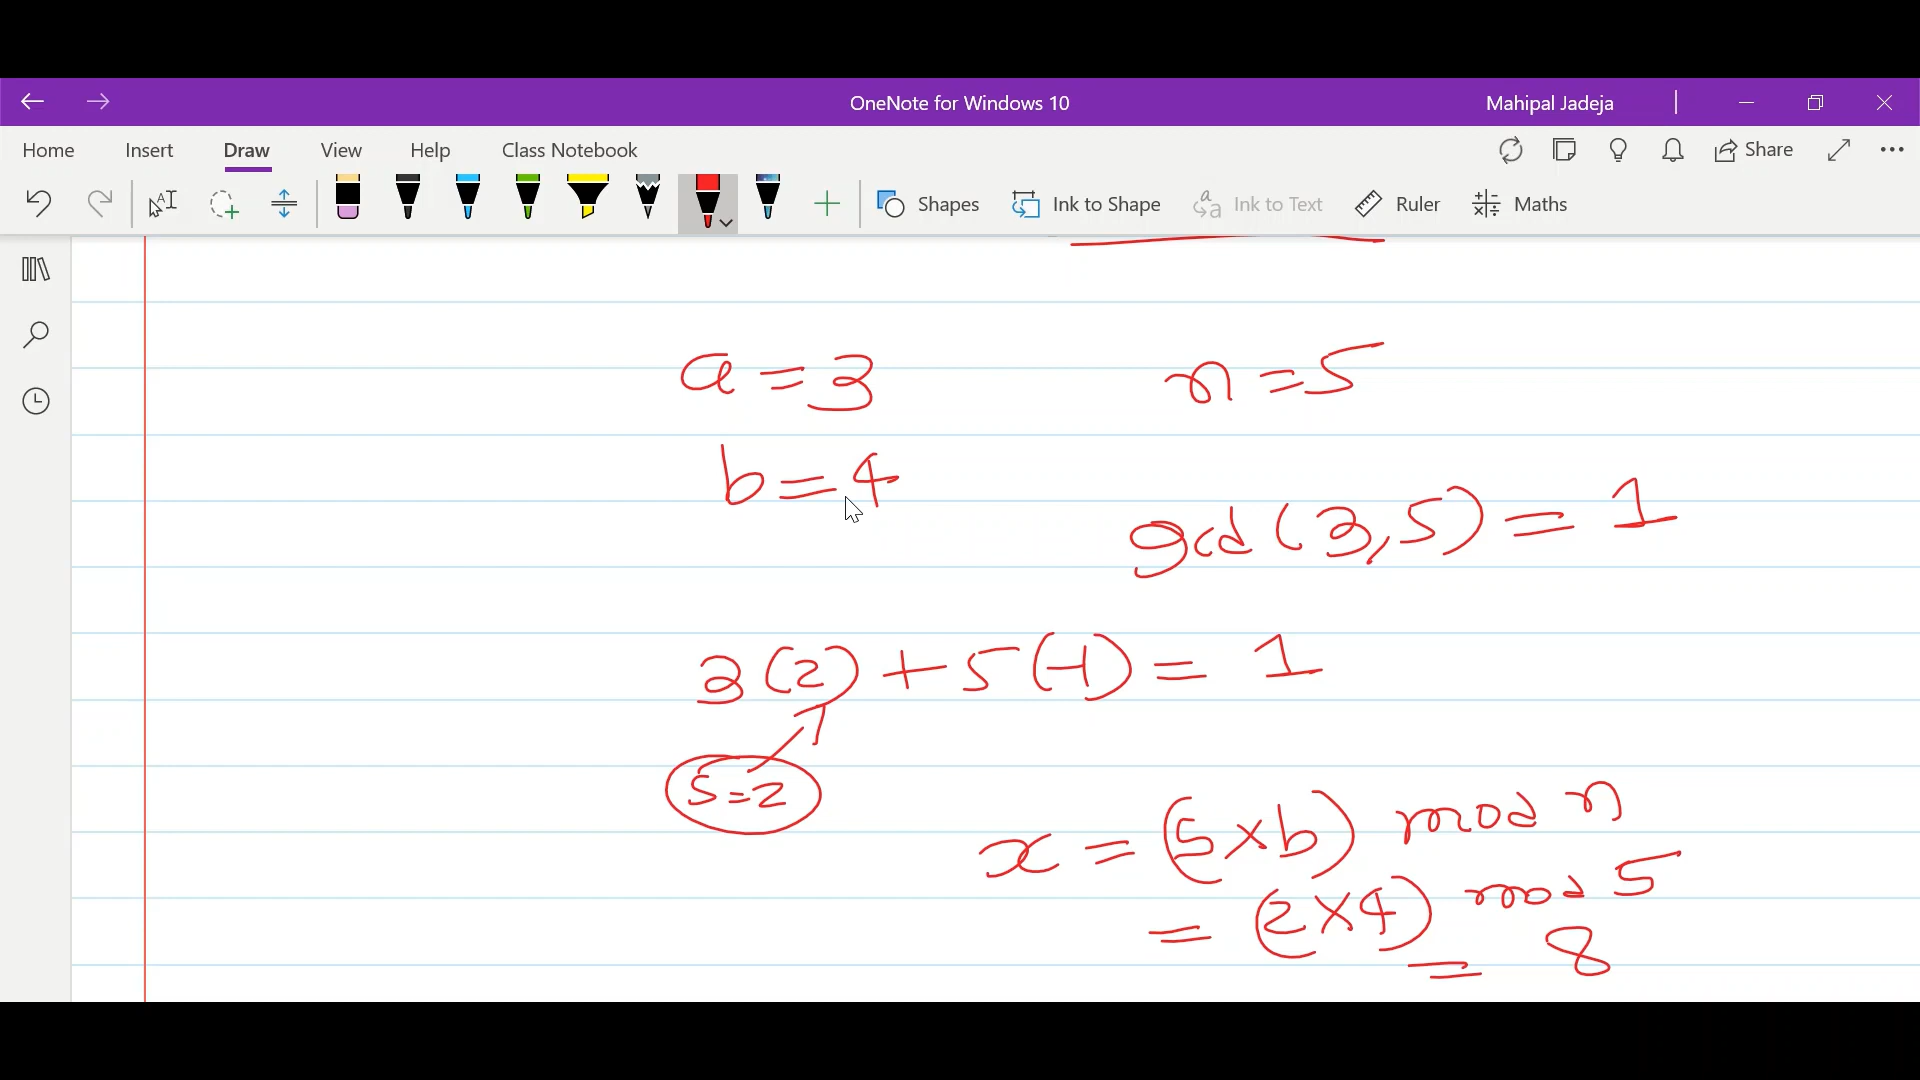 OneNote for Windows 10
Mahipal Jadeja
Home Insert Draw View Help Class Notebook Share
Shapes Ink to Shape Ink to Text Ruler Maths
a = 3 n = 5
b = 4
gcd (3,5) = 1
3 (2) + 5 (-1) = 1
s = 2
x = (s × b) mod n
= (2 × 4) mod 5
= 8